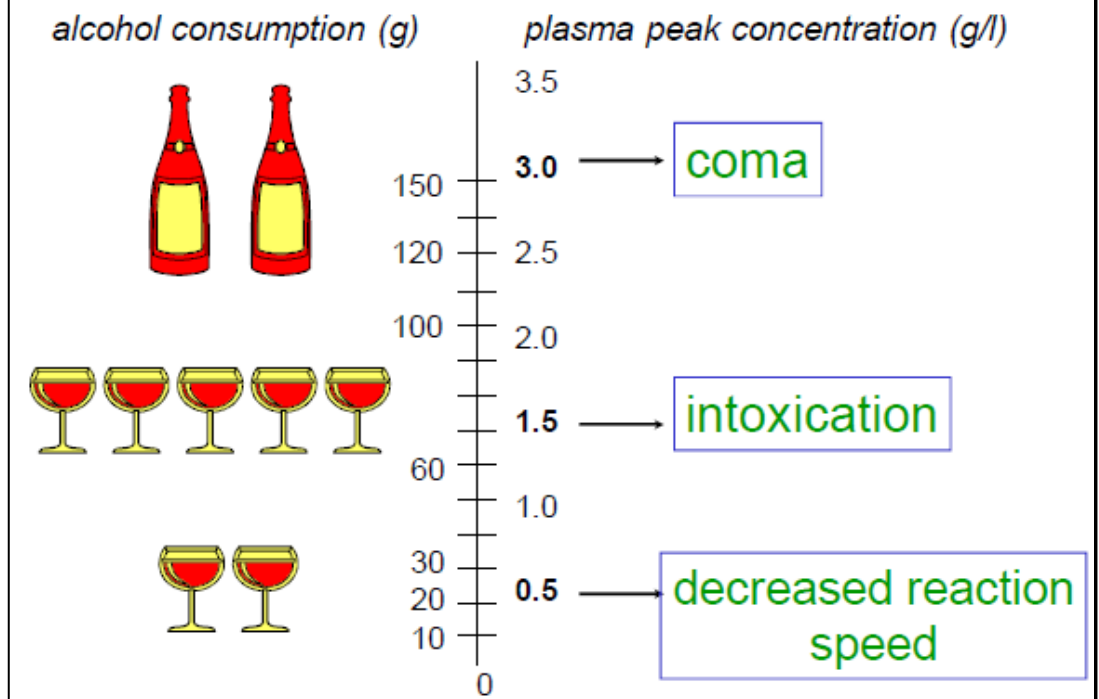 alcohol consumption (g) plasma peak concentration (g/l)
3.5
3.0 coma
150
120 2.5
100 2.0
1.5 intoxication
60
1.0
30
0.5 decreased reaction
20
speed
10
0